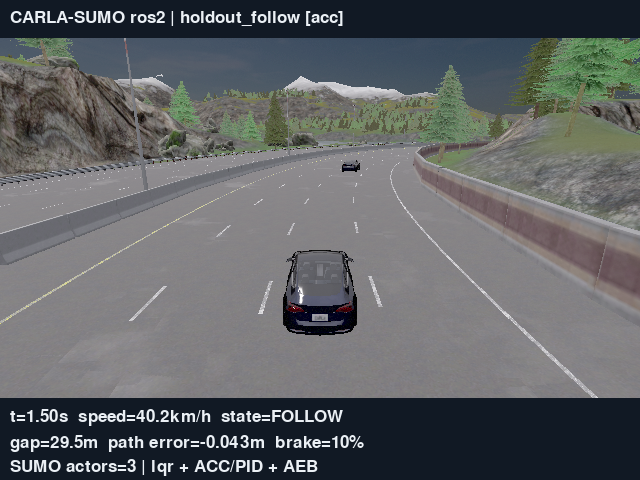 CARLA-SUMO ros2 | holdout_follow [acc]
t=1.50s speed=40.2km/h state=FOLLOW
gap=29.5m path error=-0.043m brake=10%
SUMO actors=3 | lqr + ACC/PID + AEB